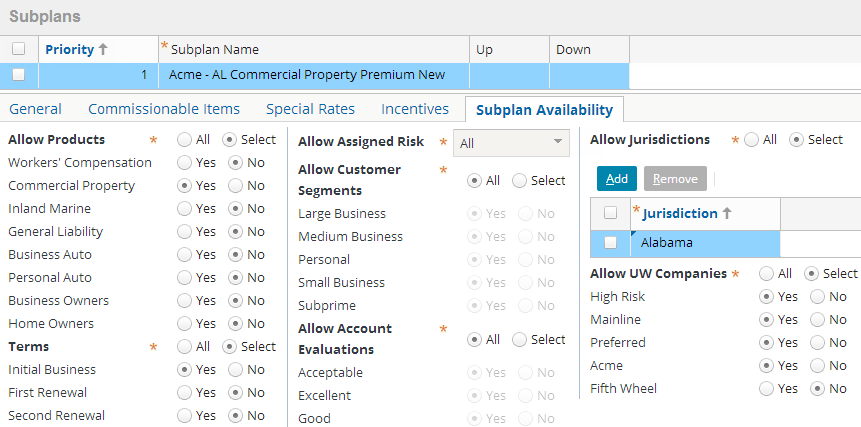 Subplans
Priority ↑ * Subplan Name Up Down
1 Acme - AL Commercial Property Premium New
General Commissionable Items Special Rates Incentives Subplan Availability
Allow Products * All Select
Workers' Compensation Yes No
Commercial Property Yes No
Inland Marine Yes No
General Liability Yes No
Business Auto Yes No
Personal Auto Yes No
Business Owners Yes No
Home Owners Yes No
Terms * All Select
Initial Business Yes No
First Renewal Yes No
Second Renewal Yes No
Allow Assigned Risk * All
Allow Customer * All Select
Segments
Large Business Yes No
Medium Business Yes No
Personal Yes No
Small Business Yes No
Subprime Yes No
Allow Account * All Select
Evaluations
Acceptable Yes No
Excellent Yes No
Good Yes No
Allow Jurisdictions * All Select
Add Remove
* Jurisdiction ↑
Alabama
Allow UW Companies * All Select
High Risk Yes No
Mainline Yes No
Preferred Yes No
Acme Yes No
Fifth Wheel Yes No